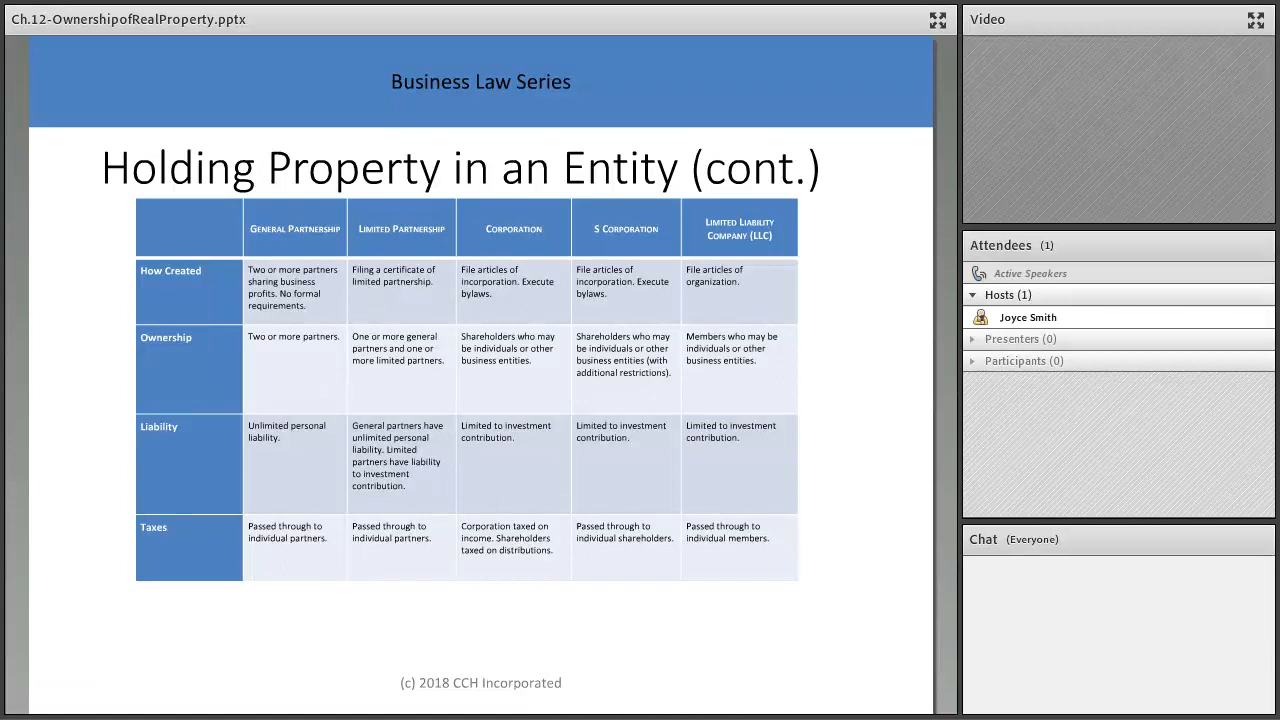 Ch.12-OwnershipofRealProperty.pptx
Business Law Series
Holding Property in an Entity (cont.)
General Partnership
Limited Partnership
Corporation
S Corporation
Limited Liability
Company (LLC)
How Created
Two or more partners
sharing business
profits. No formal
requirements.
Filing a certificate of
limited partnership.
File articles of
incorporation. Execute
bylaws.
File articles of
incorporation. Execute
bylaws.
File articles of
organization.
Ownership
Two or more partners.
One or more general
partners and one or
more limited partners.
Shareholders who may
be individuals or other
business entities.
Shareholders who may
be individuals or other
business entities (with
additional restrictions).
Members who may be
individuals or other
business entities.
Liability
Unlimited personal
liability.
General partners have
unlimited personal
liability. Limited
partners have liability
to investment
contribution.
Limited to investment
contribution.
Limited to investment
contribution.
Limited to investment
contribution.
Taxes
Passed through to
individual partners.
Passed through to
individual partners.
Corporation taxed on
income. Shareholders
taxed on distributions.
Passed through to
individual shareholders.
Passed through to
individual members.
(c) 2018 CCH Incorporated
Video
Attendees (1)
Active Speakers
Hosts (1)
Joyce Smith
Presenters (0)
Participants (0)
Chat (Everyone)